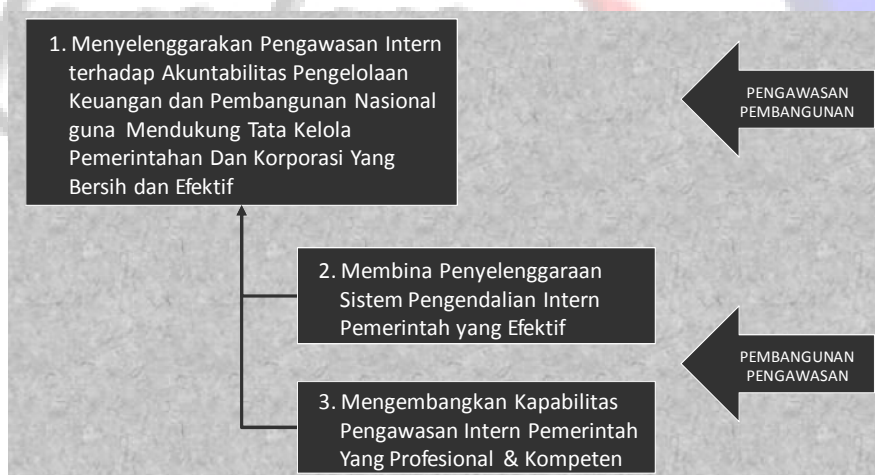 1. Menyelenggarakan Pengawasan Intern
terhadap Akuntabilitas Pengelolaan
Keuangan dan Pembangunan Nasional
guna Mendukung Tata Kelola
Pemerintahan Dan Korporasi Yang
Bersih dan Efektif
PENGAWASAN
PEMBANGUNAN
2. Membina Penyelenggaraan
Sistem Pengendalian Intern
Pemerintah yang Efektif
3. Mengembangkan Kapabilitas
Pengawasan Intern Pemerintah
Yang Profesional & Kompeten
PEMBANGUNAN
PENGAWASAN